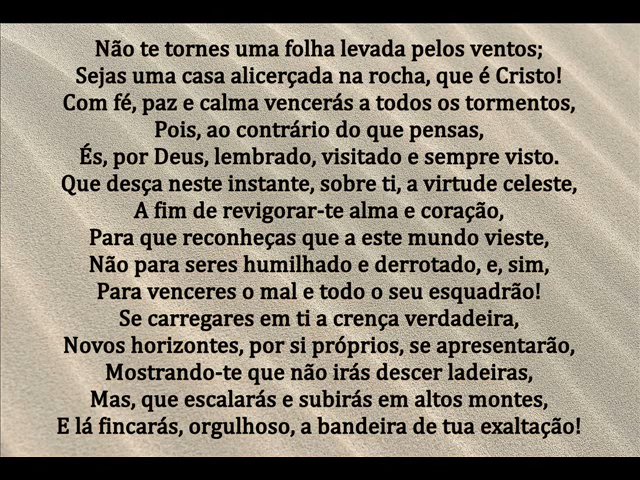 Não te tornes uma folha levada pelos ventos;
Sejas uma casa alicerçada na rocha, que é Cristo!
Com fé, paz e calma vencerás a todos os tormentos,
Pois, ao contrário do que pensas,
És, por Deus, lembrado, visitado e sempre visto.
Que desça neste instante, sobre ti, a virtude celeste,
A fim de revigorar-te alma e coração,
Para que reconheças que a este mundo vieste,
Não para seres humilhado e derrotado, e, sim,
Para venceres o mal e todo o seu esquadrão!
Se carregares em ti a crença verdadeira,
Novos horizontes, por si próprios, se apresentarão,
Mostrando-te que não irás descer ladeiras,
Mas, que escalarás e subirás em altos montes,
E lá fincarás, orgulhoso, a bandeira de tua exaltação!